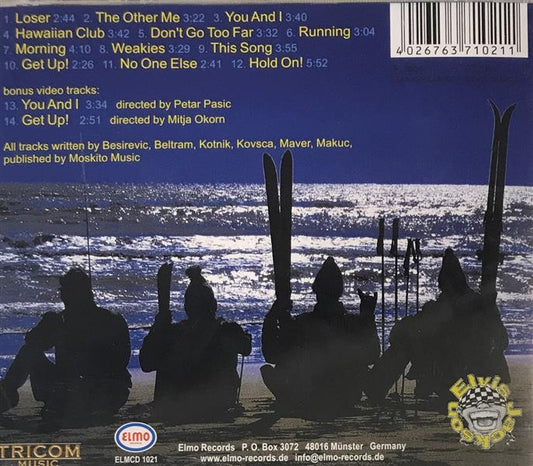 1. Loser 2:44 2. The Other Me 3:22 3. You And I 3:40
4. Hawaiian Club 3:42 5. Don't Go Too Far 3:32 6. Running 3:04
7. Morning 4:10 8. Weakies 3:29 9. This Song 3:55
10. Get Up! 2:26 11. No One Else 2:41 12. Hold On! 5:52
4 026763 710211
bonus video tracks:
13. You And I 3:34 directed by Petar Pasic
14. Get Up! 2:51 directed by Mitja Okorn
All tracks written by Besirevic, Beltram, Kotnik, Kovsca, Maver, Makuc,
published by Moskito Music
Elvis Jackson
TRICOM
MUSIC
ELMO
ELMCD 1021
Elmo Records P. O. Box 3072 48016 Münster Germany
www.elmo-records.de info@elmo-records.de